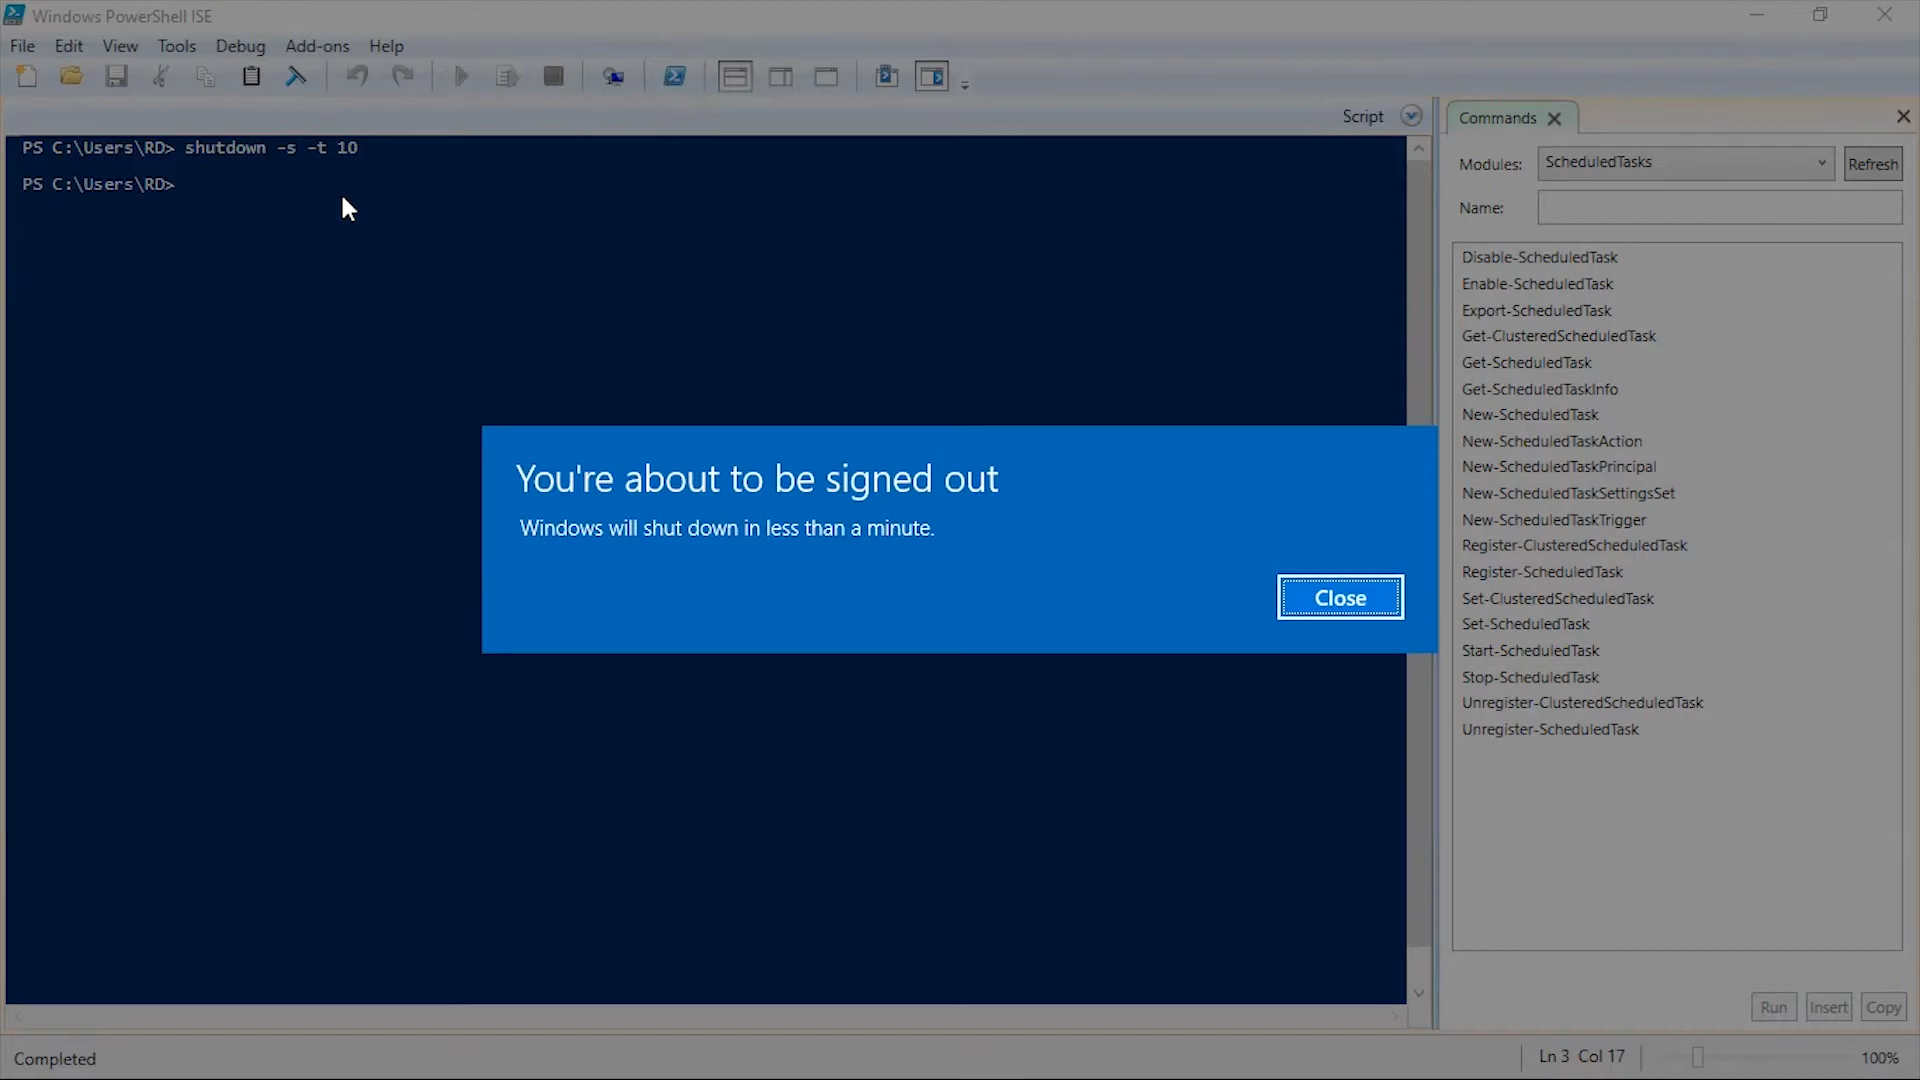 Windows PowerShell ISE
File Edit View Tools Debug Add-ons Help
Script
PS C:\Users\RD> shutdown -s -t 10
PS C:\Users\RD>
You're about to be signed out
Windows will shut down in less than a minute.
Close
Commands
Modules: ScheduledTasks Refresh
Name:
Disable-ScheduledTask
Enable-ScheduledTask
Export-ScheduledTask
Get-ClusteredScheduledTask
Get-ScheduledTask
Get-ScheduledTaskInfo
New-ScheduledTask
New-ScheduledTaskAction
New-ScheduledTaskPrincipal
New-ScheduledTaskSettingsSet
New-ScheduledTaskTrigger
Register-ClusteredScheduledTask
Register-ScheduledTask
Set-ClusteredScheduledTask
Set-ScheduledTask
Start-ScheduledTask
Stop-ScheduledTask
Unregister-ClusteredScheduledTask
Unregister-ScheduledTask
Run Insert Copy
Completed
Ln 3 Col 17
100%